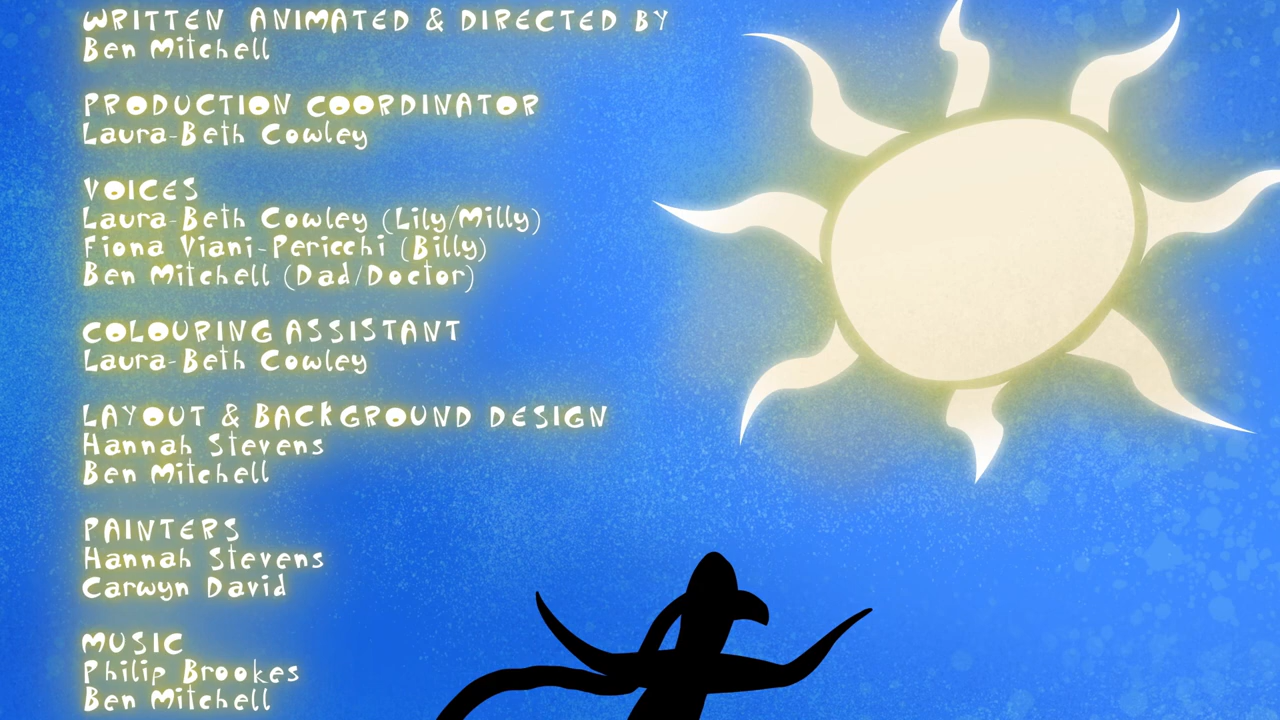 WRITTEN ANIMATED & DIRECTED BY
Ben Mitchell
PRODUCTION COORDINATOR
Laura-Beth Cowley
VOICES
Laura-Beth Cowley (Lily/Milly)
Fiona Viani-Pericchi (Billy)
Ben Mitchell (Dad/Doctor)
COLOURING ASSISTANT
Laura-Beth Cowley
LAYOUT & BACKGROUND DESIGN
Hannah Stevens
Ben Mitchell
PAINTERS
Hannah Stevens
Carwyn David
MUSIC
Philip Brookes
Ben Mitchell